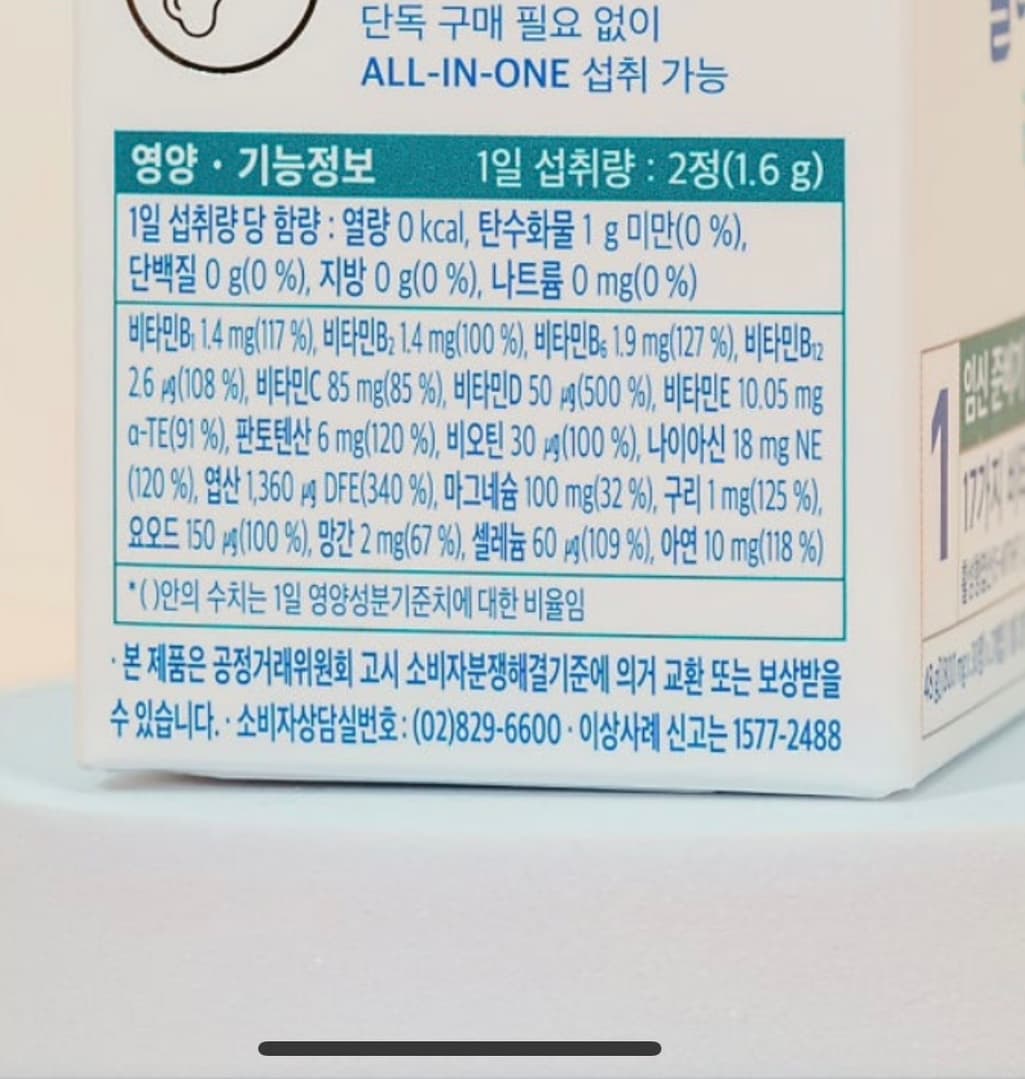 단독 구매 필요 없이
ALL-IN-ONE 섭취 가능
영양 · 기능정보 1일 섭취량 : 2정(1.6 g)
1일 섭취량당 함량 : 열량 0 kcal, 탄수화물 1 g 미만(0 %),
단백질 0 g(0 %), 지방 0 g(0 %), 나트륨 0 mg(0 %)
비타민B₁ 1.4 mg(117 %), 비타민B₂ 1.4 mg(100 %), 비타민B₆ 1.9 mg(127 %), 비타민B₁₂
2.6 ㎍(108 %), 비타민C 85 mg(85 %), 비타민D 50 ㎍(500 %), 비타민E 10.05 mg
α-TE(91 %), 판토텐산 6 mg(120 %), 비오틴 30 ㎍(100 %), 나이아신 18 mg NE
(120 %), 엽산 1,360 ㎍ DFE(340 %), 마그네슘 100 mg(32 %), 구리 1 mg(125 %),
요오드 150 ㎍(100 %), 망간 2 mg(67 %), 셀레늄 60 ㎍(109 %), 아연 10 mg(118 %)
*( )안의 수치는 1일 영양성분기준치에 대한 비율임
· 본 제품은 공정거래위원회 고시 소비자분쟁해결기준에 의거 교환 또는 보상받을
수 있습니다. · 소비자상담실번호 : (02)829-6600 · 이상사례 신고는 1577-2488
1
17가지